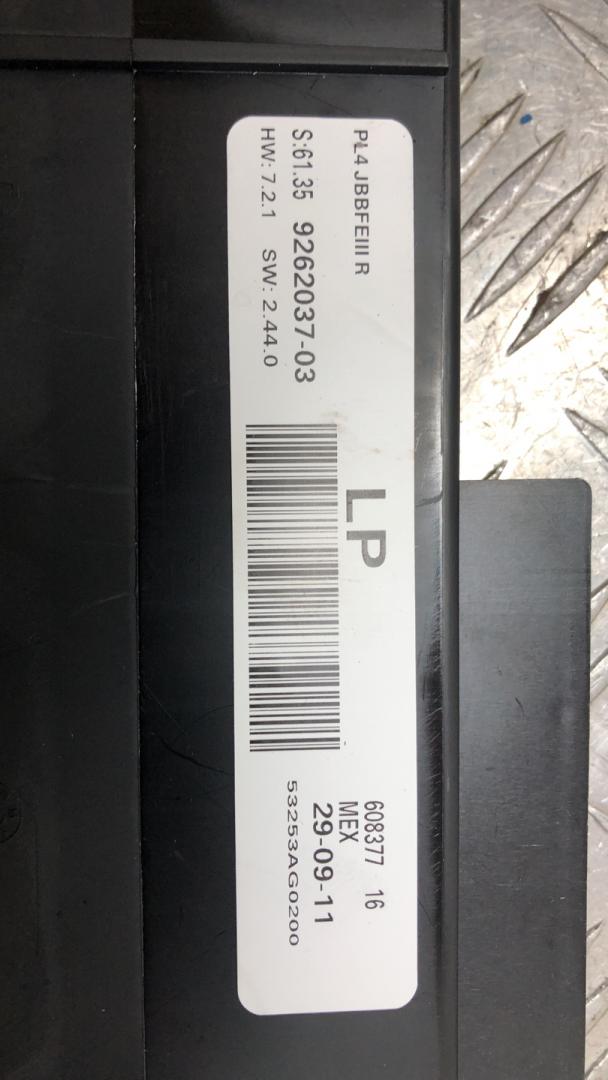 PL4 JBBFEIII R
S:61.35 9262037-03
HW: 7.2.1 SW: 2.44.0
LP
608377 16
MEX
29-09-11
53253AG0200